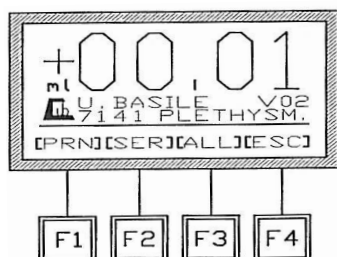 +00.01
ml
U. BASILE V02
7141 PLETHYSM.
[PRN][SER][ALL][ESC]
F1 F2 F3 F4